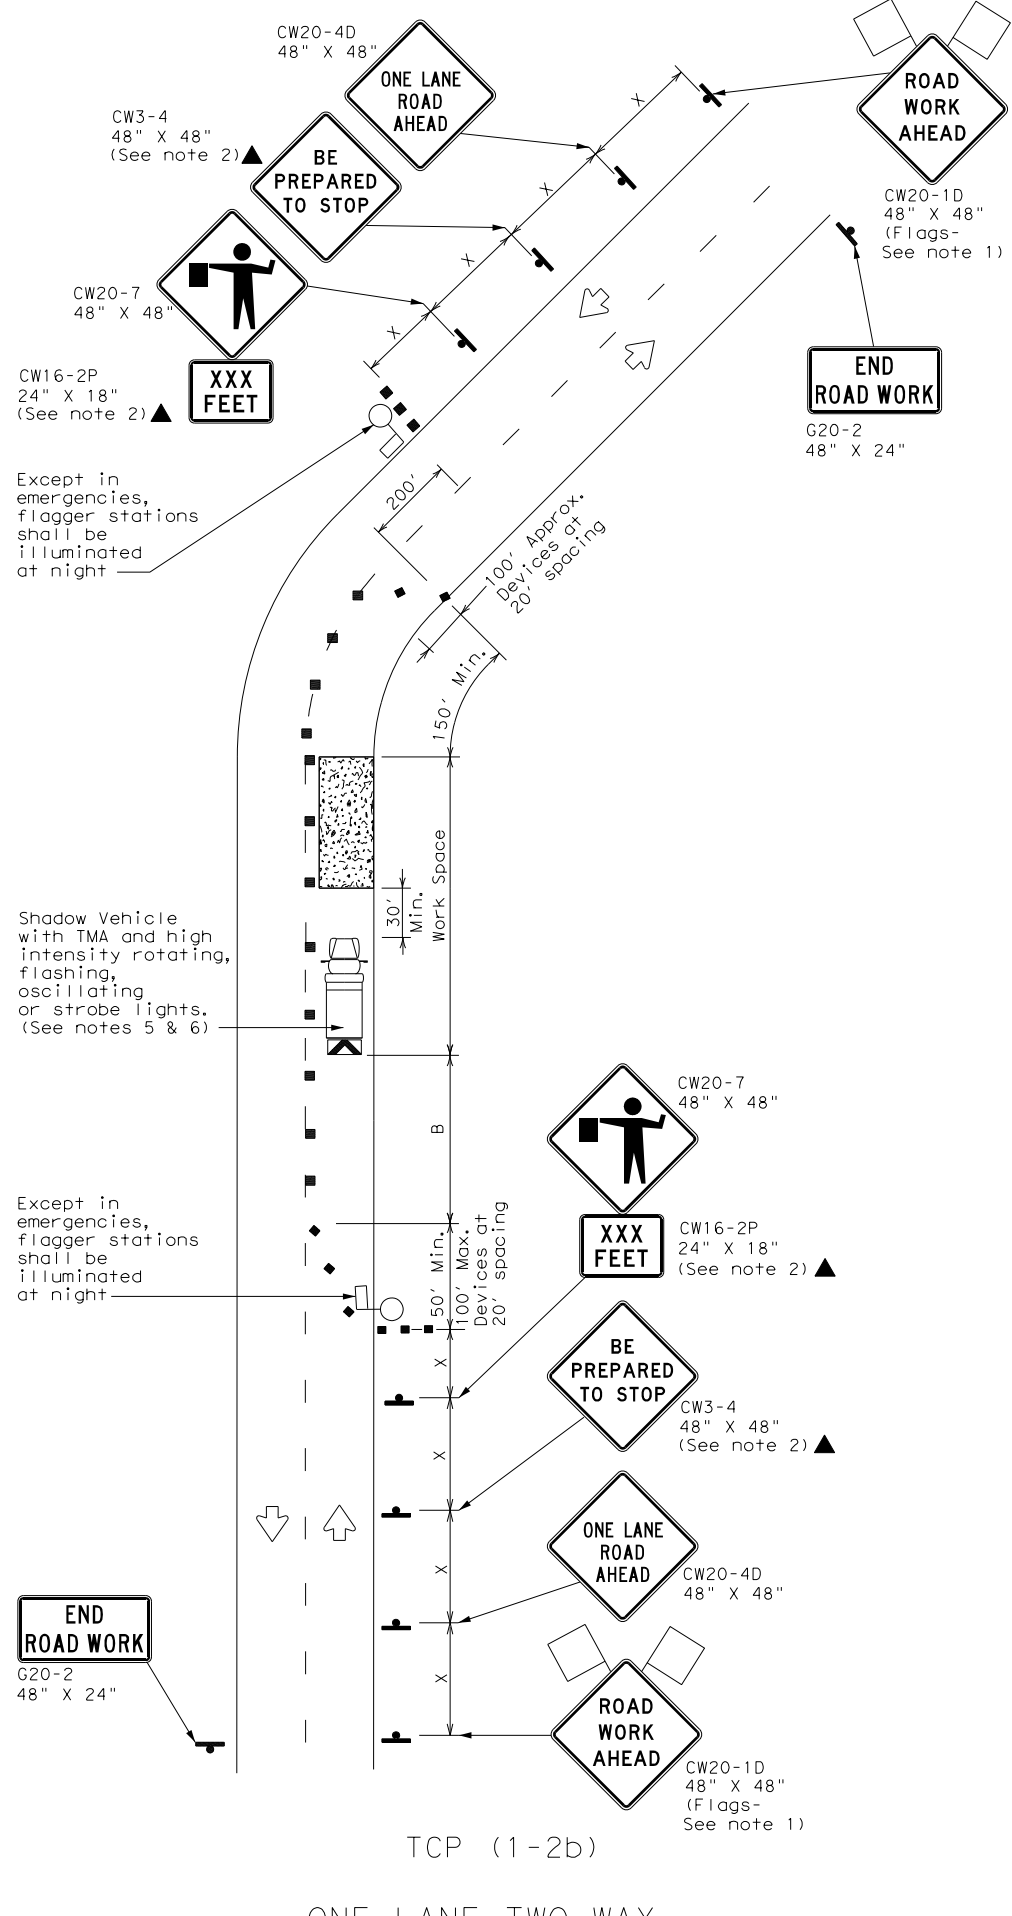 CW20-4D
48" X 48"
ONE LANE
ROAD
AHEAD
ROAD
WORK
AHEAD
CW20-1D
48" X 48"
(Flags-
See note 1)
CW3-4
48" X 48"
(See note 2)
BE
PREPARED
TO STOP
CW20-7
48" X 48"
XXX
FEET
CW16-2P
24" X 18"
(See note 2)
X
X
X
X
END
ROAD WORK
G20-2
48" X 24"
Except in
emergencies,
flagger stations
shall be
illuminated
at night
200'
100' Approx.
Devices at
20' spacing
150' Min.
Work Space
30'
Min.
Shadow Vehicle
with TMA and high
intensity rotating,
flashing,
oscillating
or strobe lights.
(See notes 5 & 6)
B
CW20-7
48" X 48"
XXX
FEET
CW16-2P
24" X 18"
(See note 2)
Except in
emergencies,
flagger stations
shall be
illuminated
at night
50' Min.
100' Max.
Devices at
20' spacing
X
BE
PREPARED
TO STOP
CW3-4
48" X 48"
(See note 2)
X
ONE LANE
ROAD
AHEAD
CW20-4D
48" X 48"
X
END
ROAD WORK
G20-2
48" X 24"
X
ROAD
WORK
AHEAD
CW20-1D
48" X 48"
(Flags-
See note 1)
TCP (1-2b)
ONE LANE TWO WAY